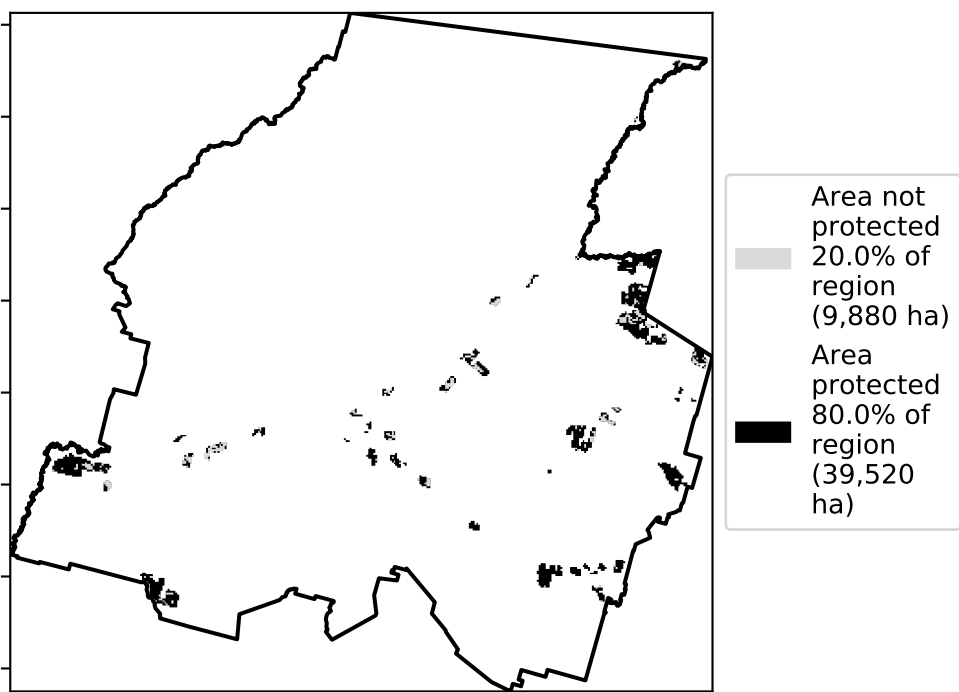 Area not
protected
20.0% of
region
(9,880 ha)
Area
protected
80.0% of
region
(39,520
ha)